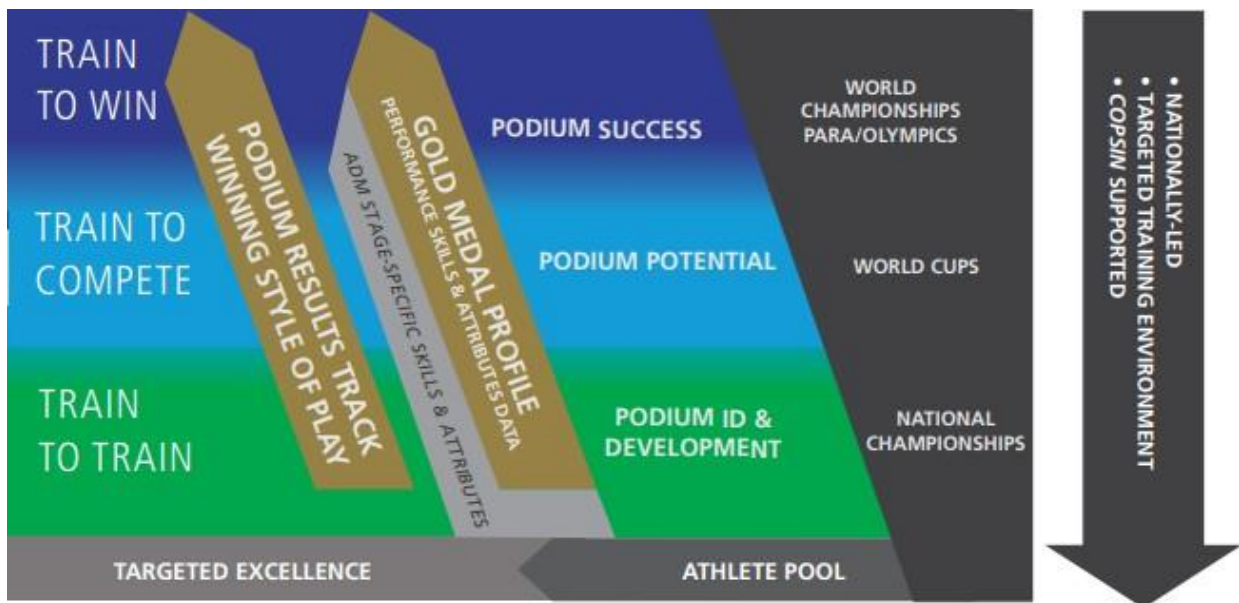 TRAIN
TO WIN
TRAIN TO
COMPETE
TRAIN
TO TRAIN
PODIUM RESULTS TRACK
WINNING STYLE OF PLAY
ADM STAGE-SPECIFIC SKILLS & ATTRIBUTES
GOLD MEDAL PROFILE
PERFORMANCE SKILLS & ATTRIBUTES DATA
PODIUM SUCCESS
PODIUM POTENTIAL
PODIUM ID &
DEVELOPMENT
WORLD
CHAMPIONSHIPS
PARA/OLYMPICS
WORLD CUPS
NATIONAL
CHAMPIONSHIPS
• NATIONALLY-LED
• TARGETED TRAINING ENVIRONMENT
• COPSIN SUPPORTED
TARGETED EXCELLENCE
ATHLETE POOL